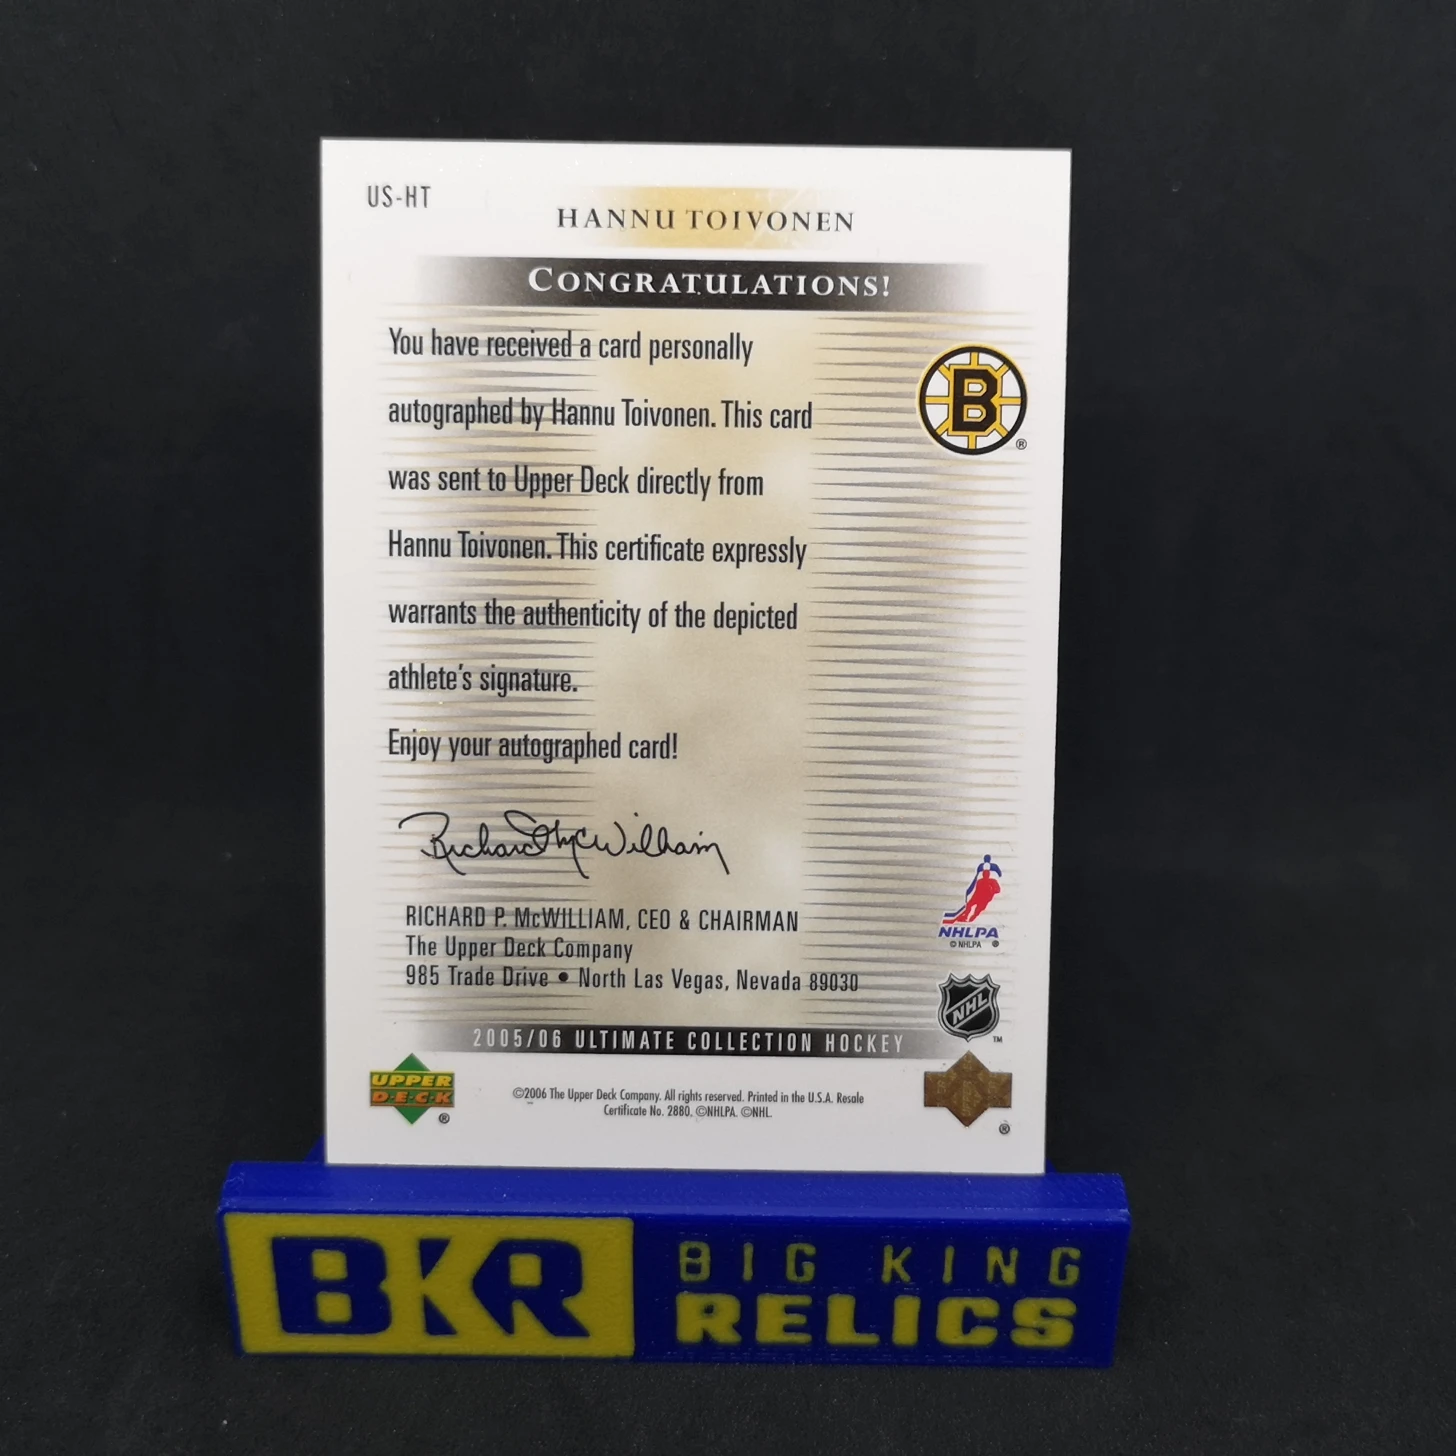 US-HT
HANNU TOIVONEN
CONGRATULATIONS!
You have received a card personally
autographed by Hannu Toivonen. This card
was sent to Upper Deck directly from
Hannu Toivonen. This certificate expressly
warrants the authenticity of the depicted
athlete's signature.
Enjoy your autographed card!
B
®
Richard McWilliam
RICHARD P. McWILLIAM, CEO & CHAIRMAN
The Upper Deck Company
985 Trade Drive • North Las Vegas, Nevada 89030
NHLPA
© NHLPA ®
NHL
™
2005/06 ULTIMATE COLLECTION HOCKEY
UPPER
D·E·C·K
®
©2006 The Upper Deck Company. All rights reserved. Printed in the U.S.A. Resale
Certificate No. 2880. ©NHLPA. ©NHL.
®
BKR
BIG KING
RELICS